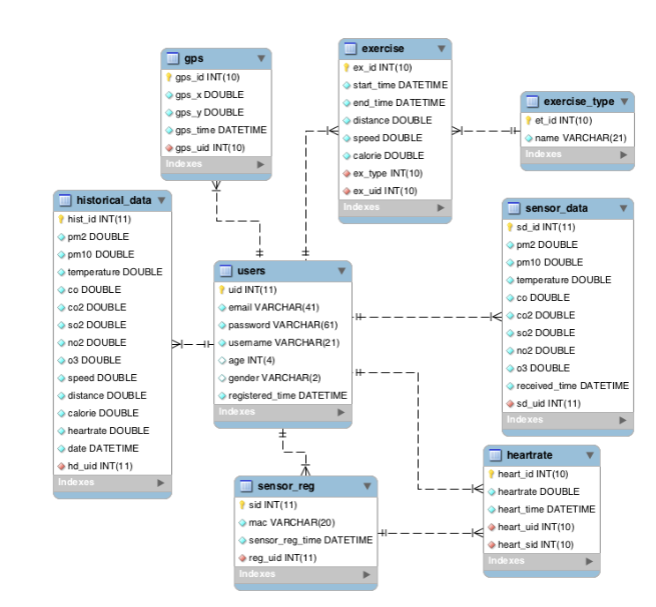 gps
gps_id INT(10)
gps_x DOUBLE
gps_y DOUBLE
gps_time DATETIME
gps_uid INT(10)
Indexes
exercise
ex_id INT(10)
start_time DATETIME
end_time DATETIME
distance DOUBLE
speed DOUBLE
calorie DOUBLE
ex_type INT(10)
ex_uid INT(10)
Indexes
exercise_type
et_id INT(10)
name VARCHAR(21)
Indexes
historical_data
hist_id INT(11)
pm2 DOUBLE
pm10 DOUBLE
temperature DOUBLE
co DOUBLE
co2 DOUBLE
so2 DOUBLE
no2 DOUBLE
o3 DOUBLE
speed DOUBLE
distance DOUBLE
calorie DOUBLE
heartrate DOUBLE
date DATETIME
hd_uid INT(11)
Indexes
users
uid INT(11)
email VARCHAR(41)
password VARCHAR(61)
username VARCHAR(21)
age INT(4)
gender VARCHAR(2)
registered_time DATETIME
Indexes
sensor_data
sd_id INT(11)
pm2 DOUBLE
pm10 DOUBLE
temperature DOUBLE
co DOUBLE
co2 DOUBLE
so2 DOUBLE
no2 DOUBLE
o3 DOUBLE
received_time DATETIME
sd_uid INT(11)
Indexes
sensor_reg
sid INT(11)
mac VARCHAR(20)
sensor_reg_time DATETIME
reg_uid INT(11)
Indexes
heartrate
heart_id INT(10)
heartrate DOUBLE
heart_time DATETIME
heart_uid INT(10)
heart_sid INT(10)
Indexes